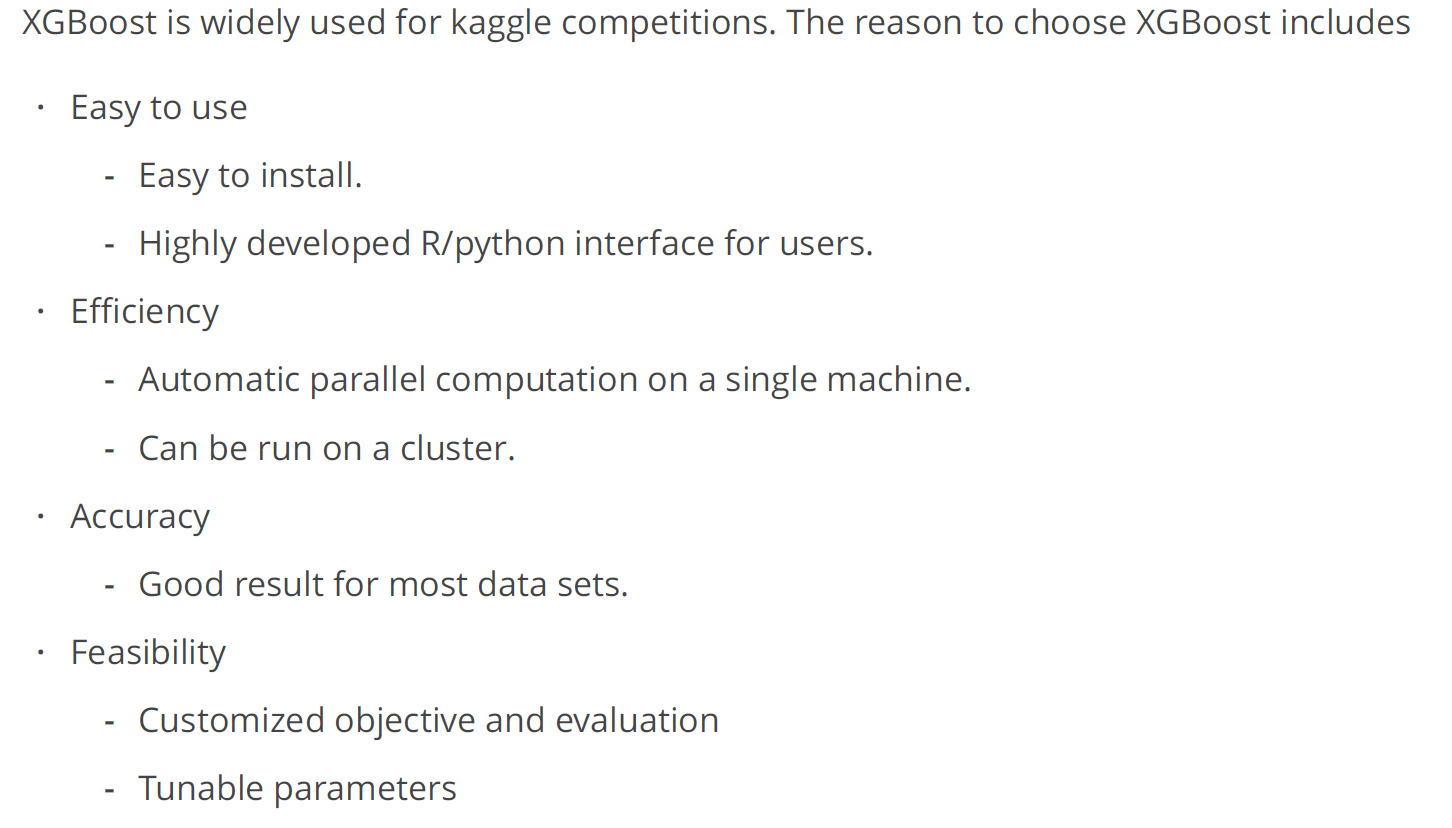 XGBoost is widely used for kaggle competitions. The reason to choose XGBoost includes
· Easy to use
- Easy to install.
- Highly developed R/python interface for users.
· Efficiency
- Automatic parallel computation on a single machine.
- Can be run on a cluster.
· Accuracy
- Good result for most data sets.
· Feasibility
- Customized objective and evaluation
- Tunable parameters